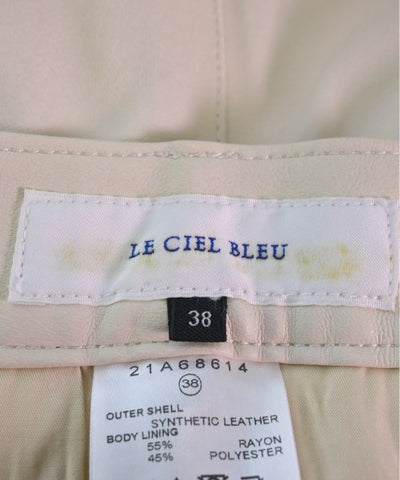 LE CIEL BLEU
38
21A68614
38
OUTER SHELL
SYNTHETIC LEATHER
BODY LINING
55% RAYON
45% POLYESTER